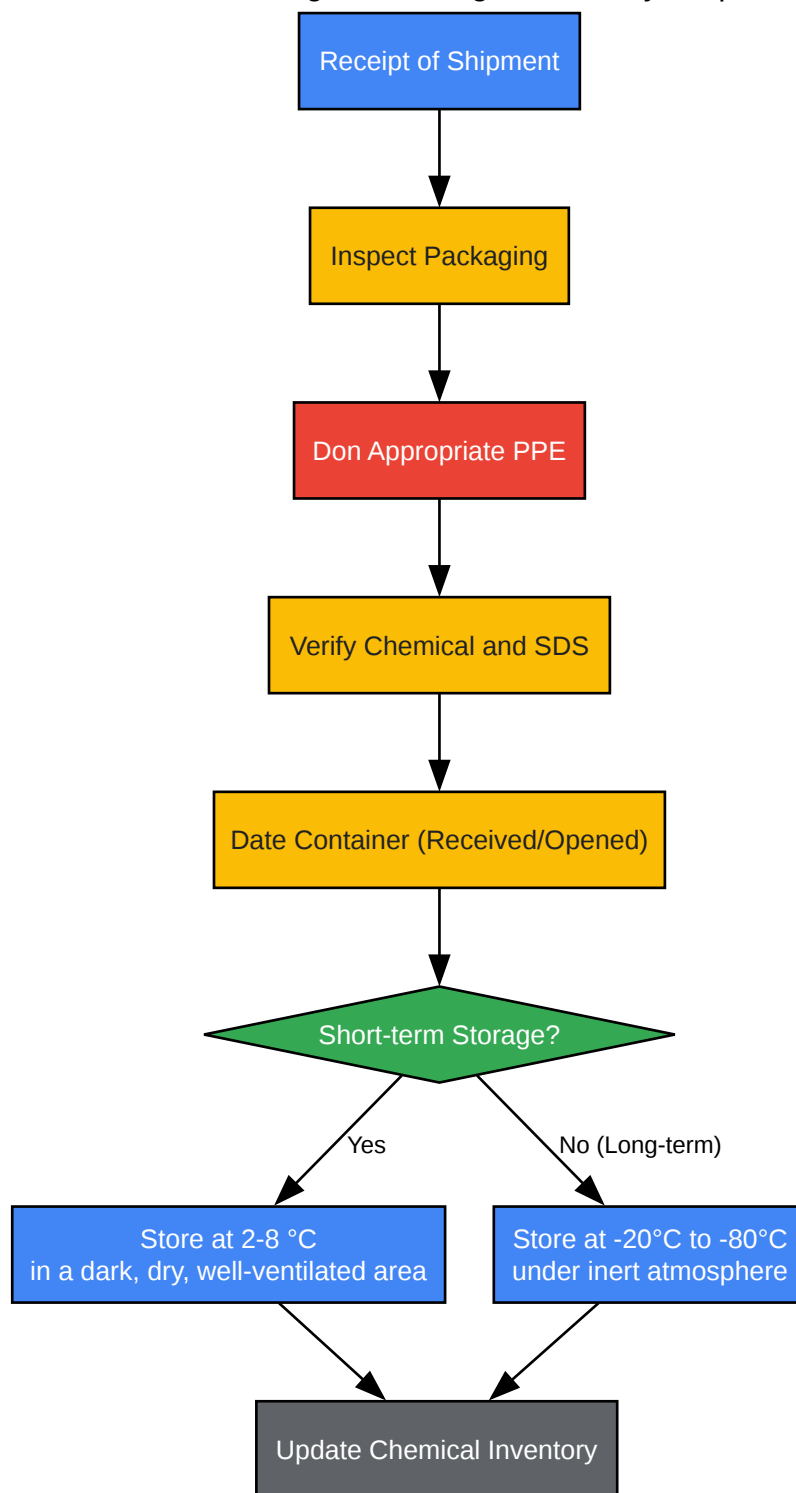 Receipt of Shipment
Inspect Packaging
Don Appropriate PPE
Verify Chemical and SDS
Date Container (Received/Opened)
Short-term Storage?
Yes
No (Long-term)
Store at 2-8 °C
in a dark, dry, well-ventilated area
Store at -20°C to -80°C
under inert atmosphere
Update Chemical Inventory